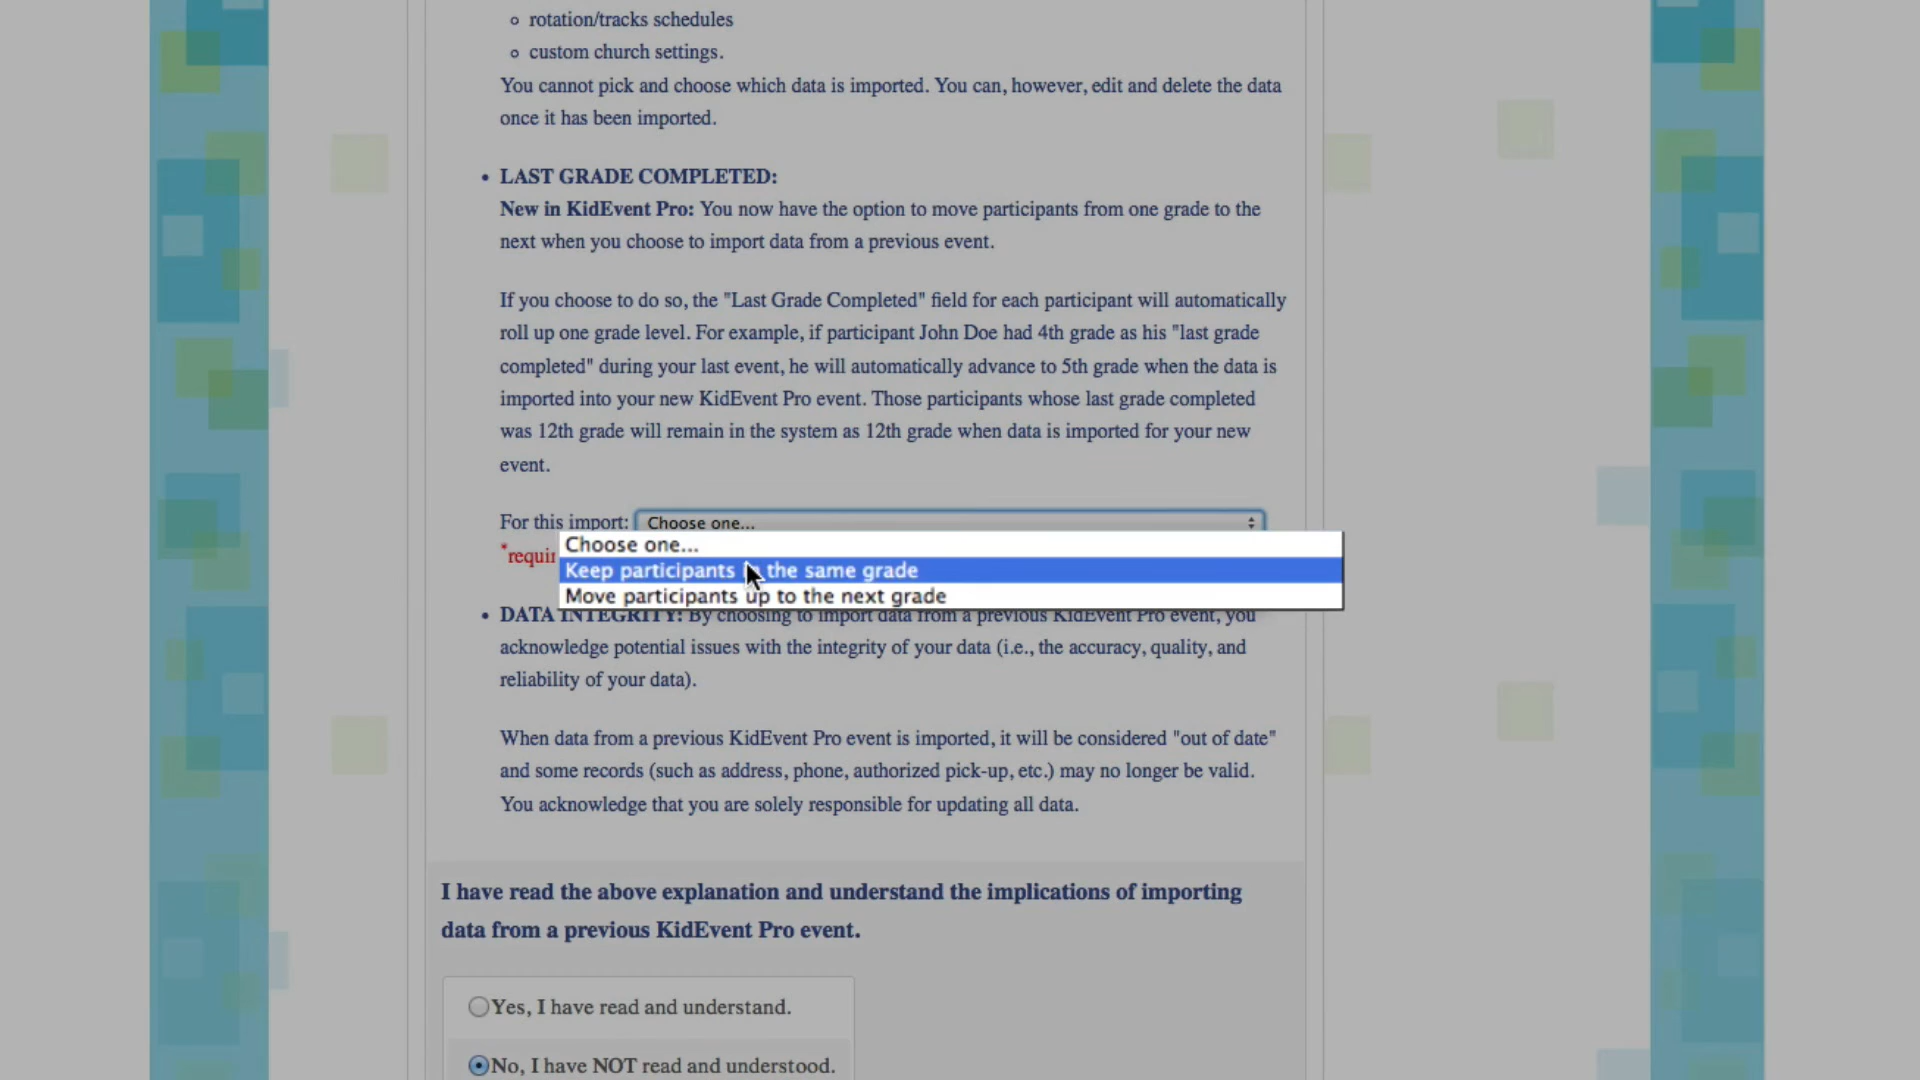 rotation/tracks schedules
custom church settings.
You cannot pick and choose which data is imported. You can, however, edit and delete the data
once it has been imported.
LAST GRADE COMPLETED:
New in KidEvent Pro: You now have the option to move participants from one grade to the
next when you choose to import data from a previous event.
If you choose to do so, the "Last Grade Completed" field for each participant will automatically
roll up one grade level. For example, if participant John Doe had 4th grade as his "last grade
completed" during your last event, he will automatically advance to 5th grade when the data is
imported into your new KidEvent Pro event. Those participants whose last grade completed
was 12th grade will remain in the system as 12th grade when data is imported for your new
event.
For this import: Choose one...
Choose one...
*requir
Keep participants in the same grade
Move participants up to the next grade
DATA INTEGRITY: By choosing to import data from a previous KidEvent Pro event, you
acknowledge potential issues with the integrity of your data (i.e., the accuracy, quality, and
reliability of your data).
When data from a previous KidEvent Pro event is imported, it will be considered "out of date"
and some records (such as address, phone, authorized pick-up, etc.) may no longer be valid.
You acknowledge that you are solely responsible for updating all data.
I have read the above explanation and understand the implications of importing
data from a previous KidEvent Pro event.
Yes, I have read and understand.
No, I have NOT read and understood.